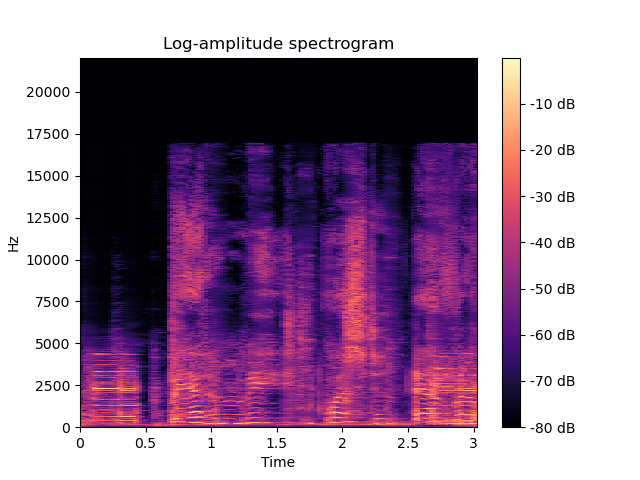 Log-amplitude spectrogram
20000
17500
15000
12500
10000
7500
5000
2500
0
Hz
0 0.5 1 1.5 2 2.5 3
Time
-10 dB
-20 dB
-30 dB
-40 dB
-50 dB
-60 dB
-70 dB
-80 dB